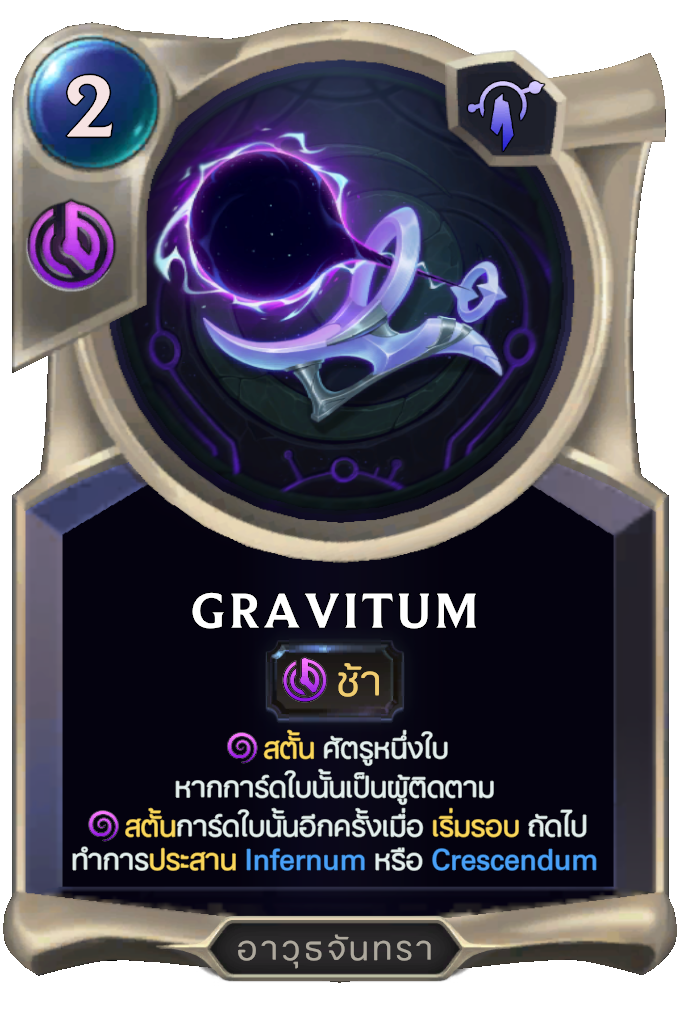 2
GRAVITUM
ช้า
สตั้น ศัตรูหนึ่งใบ
หากการ์ดใบนั้นเป็นผู้ติดตาม
สตั้นการ์ดใบนั้นอีกครั้งเมื่อ เริ่มรอบ ถัดไป
ทำการประสาน Infernum หรือ Crescendum
อาวุธจันทรา